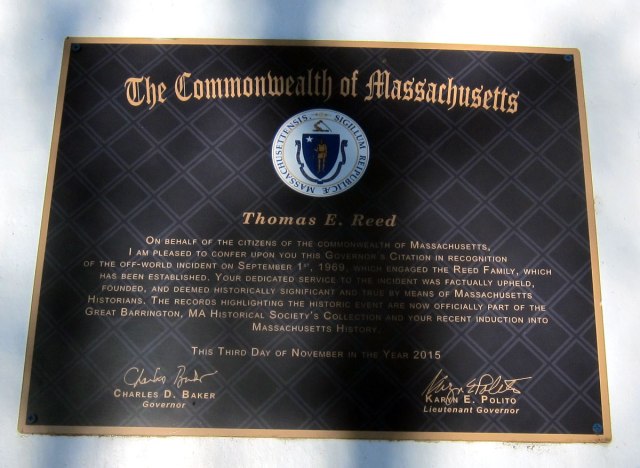 The Commonwealth of Massachusetts
SIGILLUM REIPUBLICÆ MASSACHUSETTENSIS.
Thomas E. Reed
On behalf of the citizens of the commonwealth of Massachusetts,
I am pleased to confer upon you this Governor's Citation in recognition
of the off-world incident on September 1st, 1969, which engaged the Reed Family, which
has been established. Your dedicated service to the incident was factually upheld,
founded, and deemed historically significant and true by means of Massachusetts
Historians. The records highlighting the historic event are now officially part of the
Great Barrington, MA Historical Society's Collection and your recent induction into
Massachusetts History.
This Third Day of November in the Year 2015
Charles D. Baker
Governor
Karyn E. Polito
Lieutenant Governor